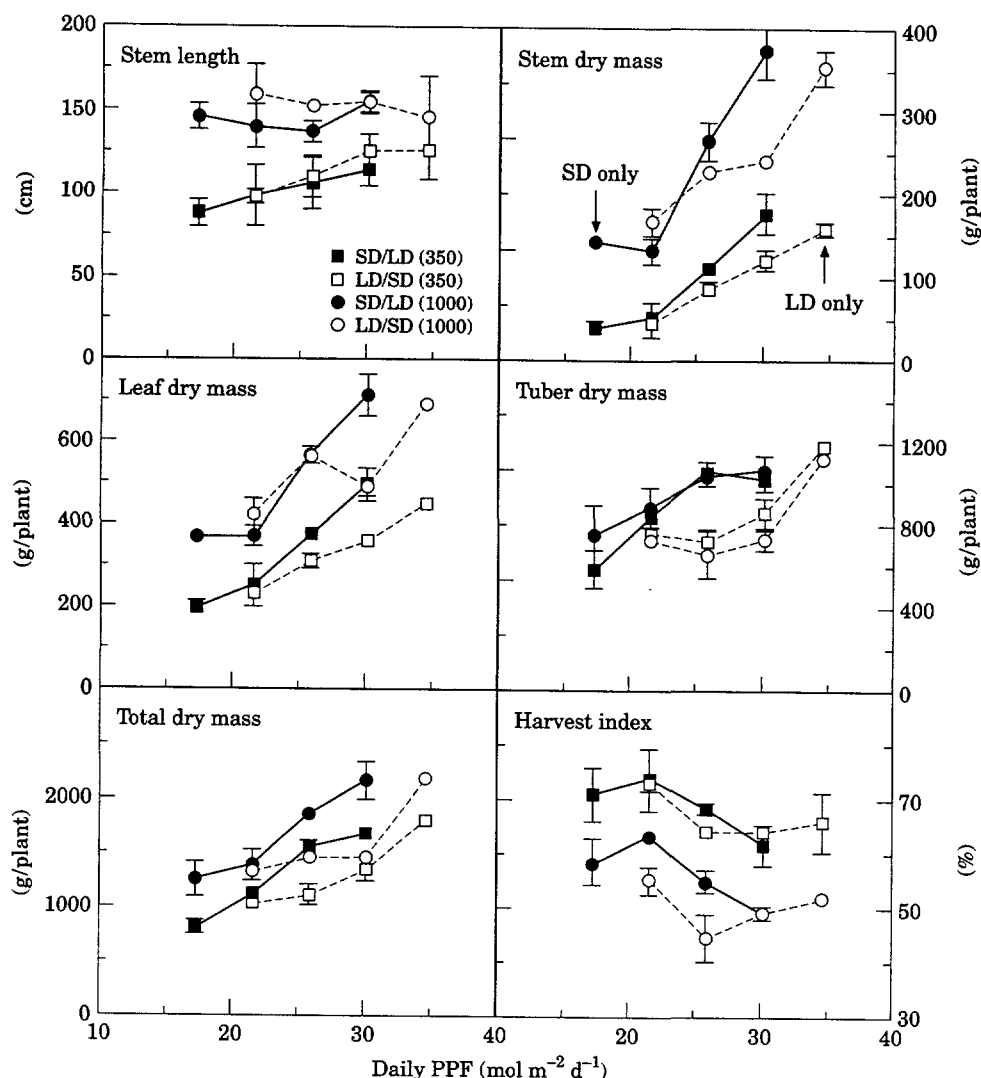 200
150
100
50
0
(cm)
Stem length
SD/LD (350)
LD/SD (350)
SD/LD (1000)
LD/SD (1000)
Stem dry mass
SD only
LD only
400
300
200
100
0
(g/plant)
Leaf dry mass
600
400
200
0
(g/plant)
Tuber dry mass
1200
800
400
0
(g/plant)
Total dry mass
2000
1000
0
(g/plant)
Harvest index
70
50
30
(%)
10
20
30
40
20
30
40
Daily PPF (mol m⁻² d⁻¹)